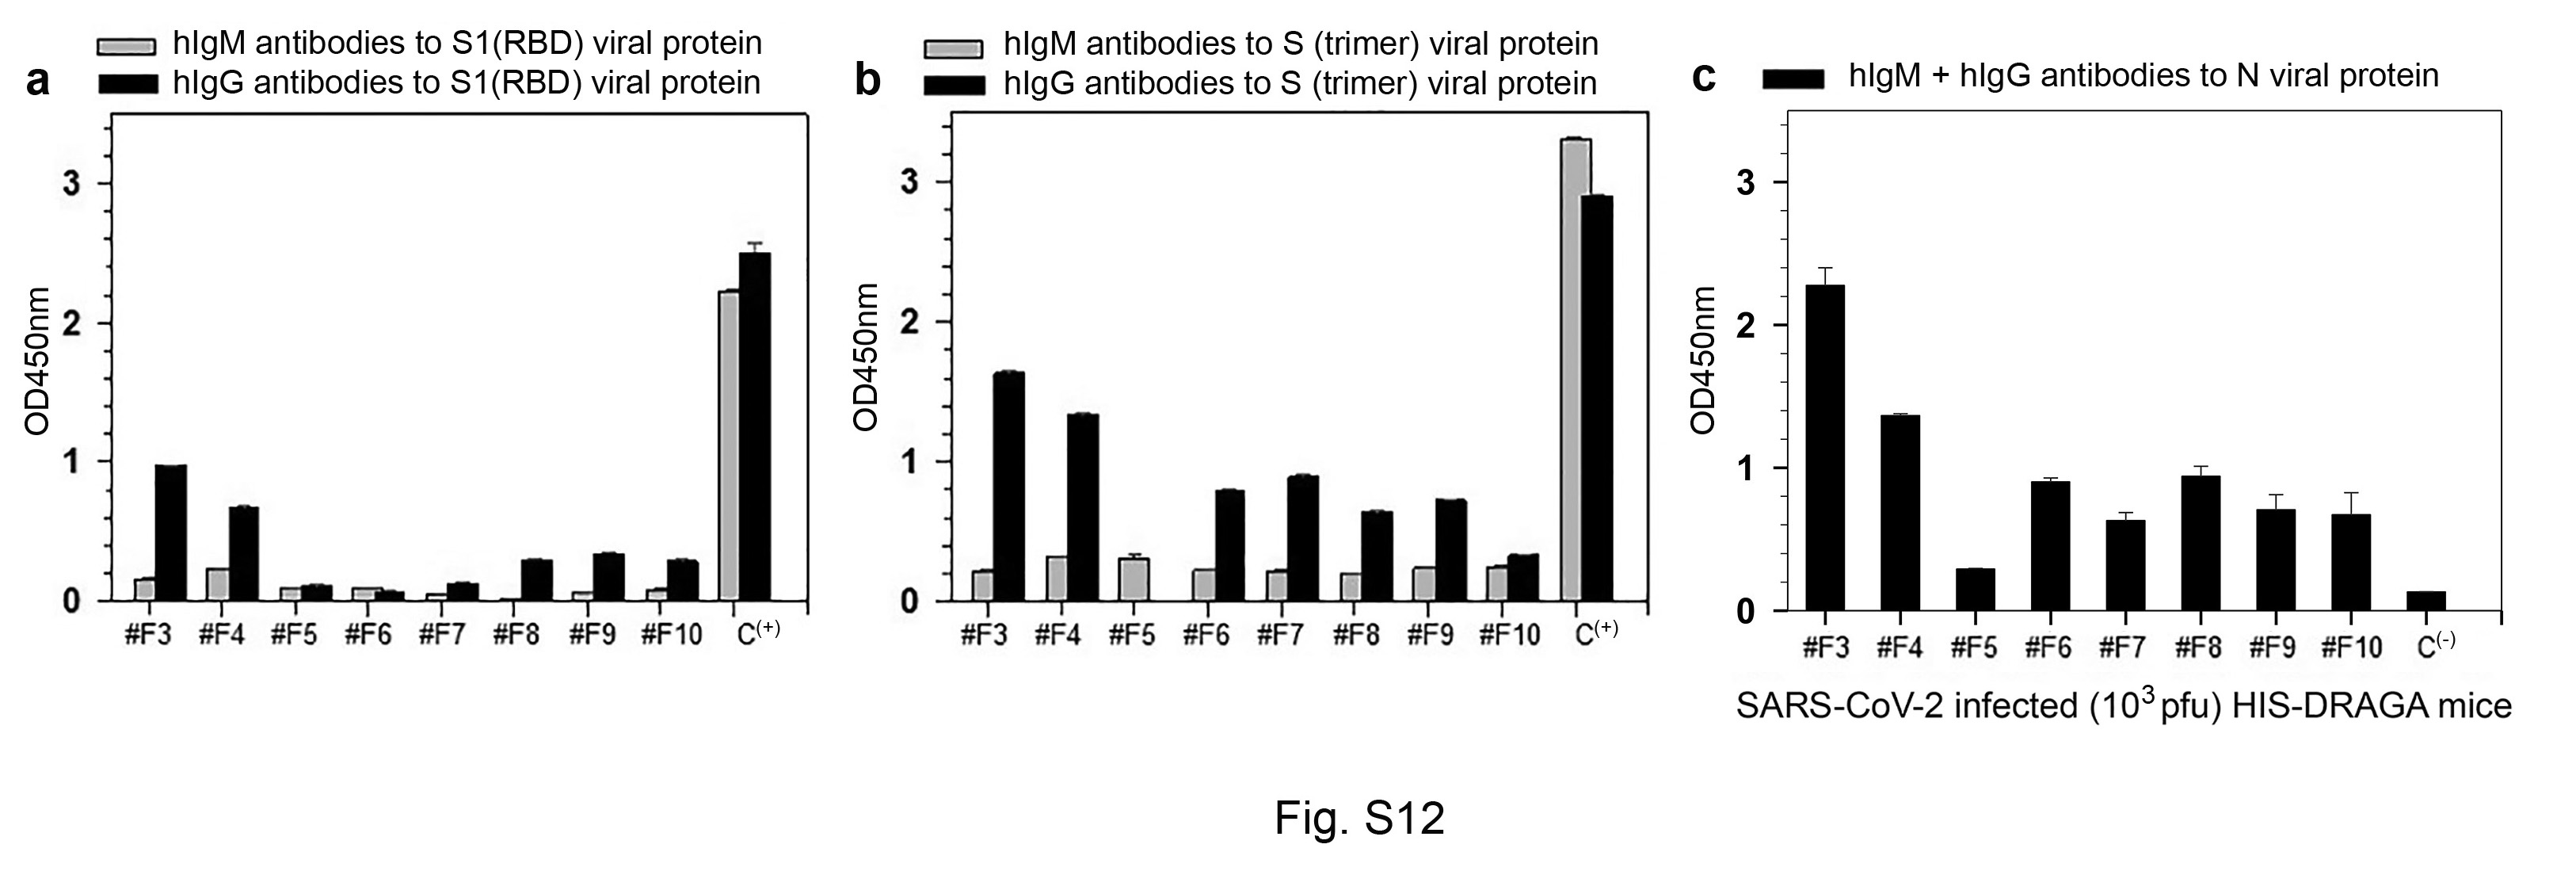 a
hIgM antibodies to S1(RBD) viral protein
hIgG antibodies to S1(RBD) viral protein
OD450nm
3
2
1
0
#F3 #F4 #F5 #F6 #F7 #F8 #F9 #F10 C(+)
b
hIgM antibodies to S (trimer) viral protein
hIgG antibodies to S (trimer) viral protein
OD450nm
3
2
1
0
#F3 #F4 #F5 #F6 #F7 #F8 #F9 #F10 C(+)
c
hIgM + hIgG antibodies to N viral protein
OD450nm
3
2
1
0
#F3 #F4 #F5 #F6 #F7 #F8 #F9 #F10 C(-)
SARS-CoV-2 infected (10³ pfu) HIS-DRAGA mice
Fig. S12